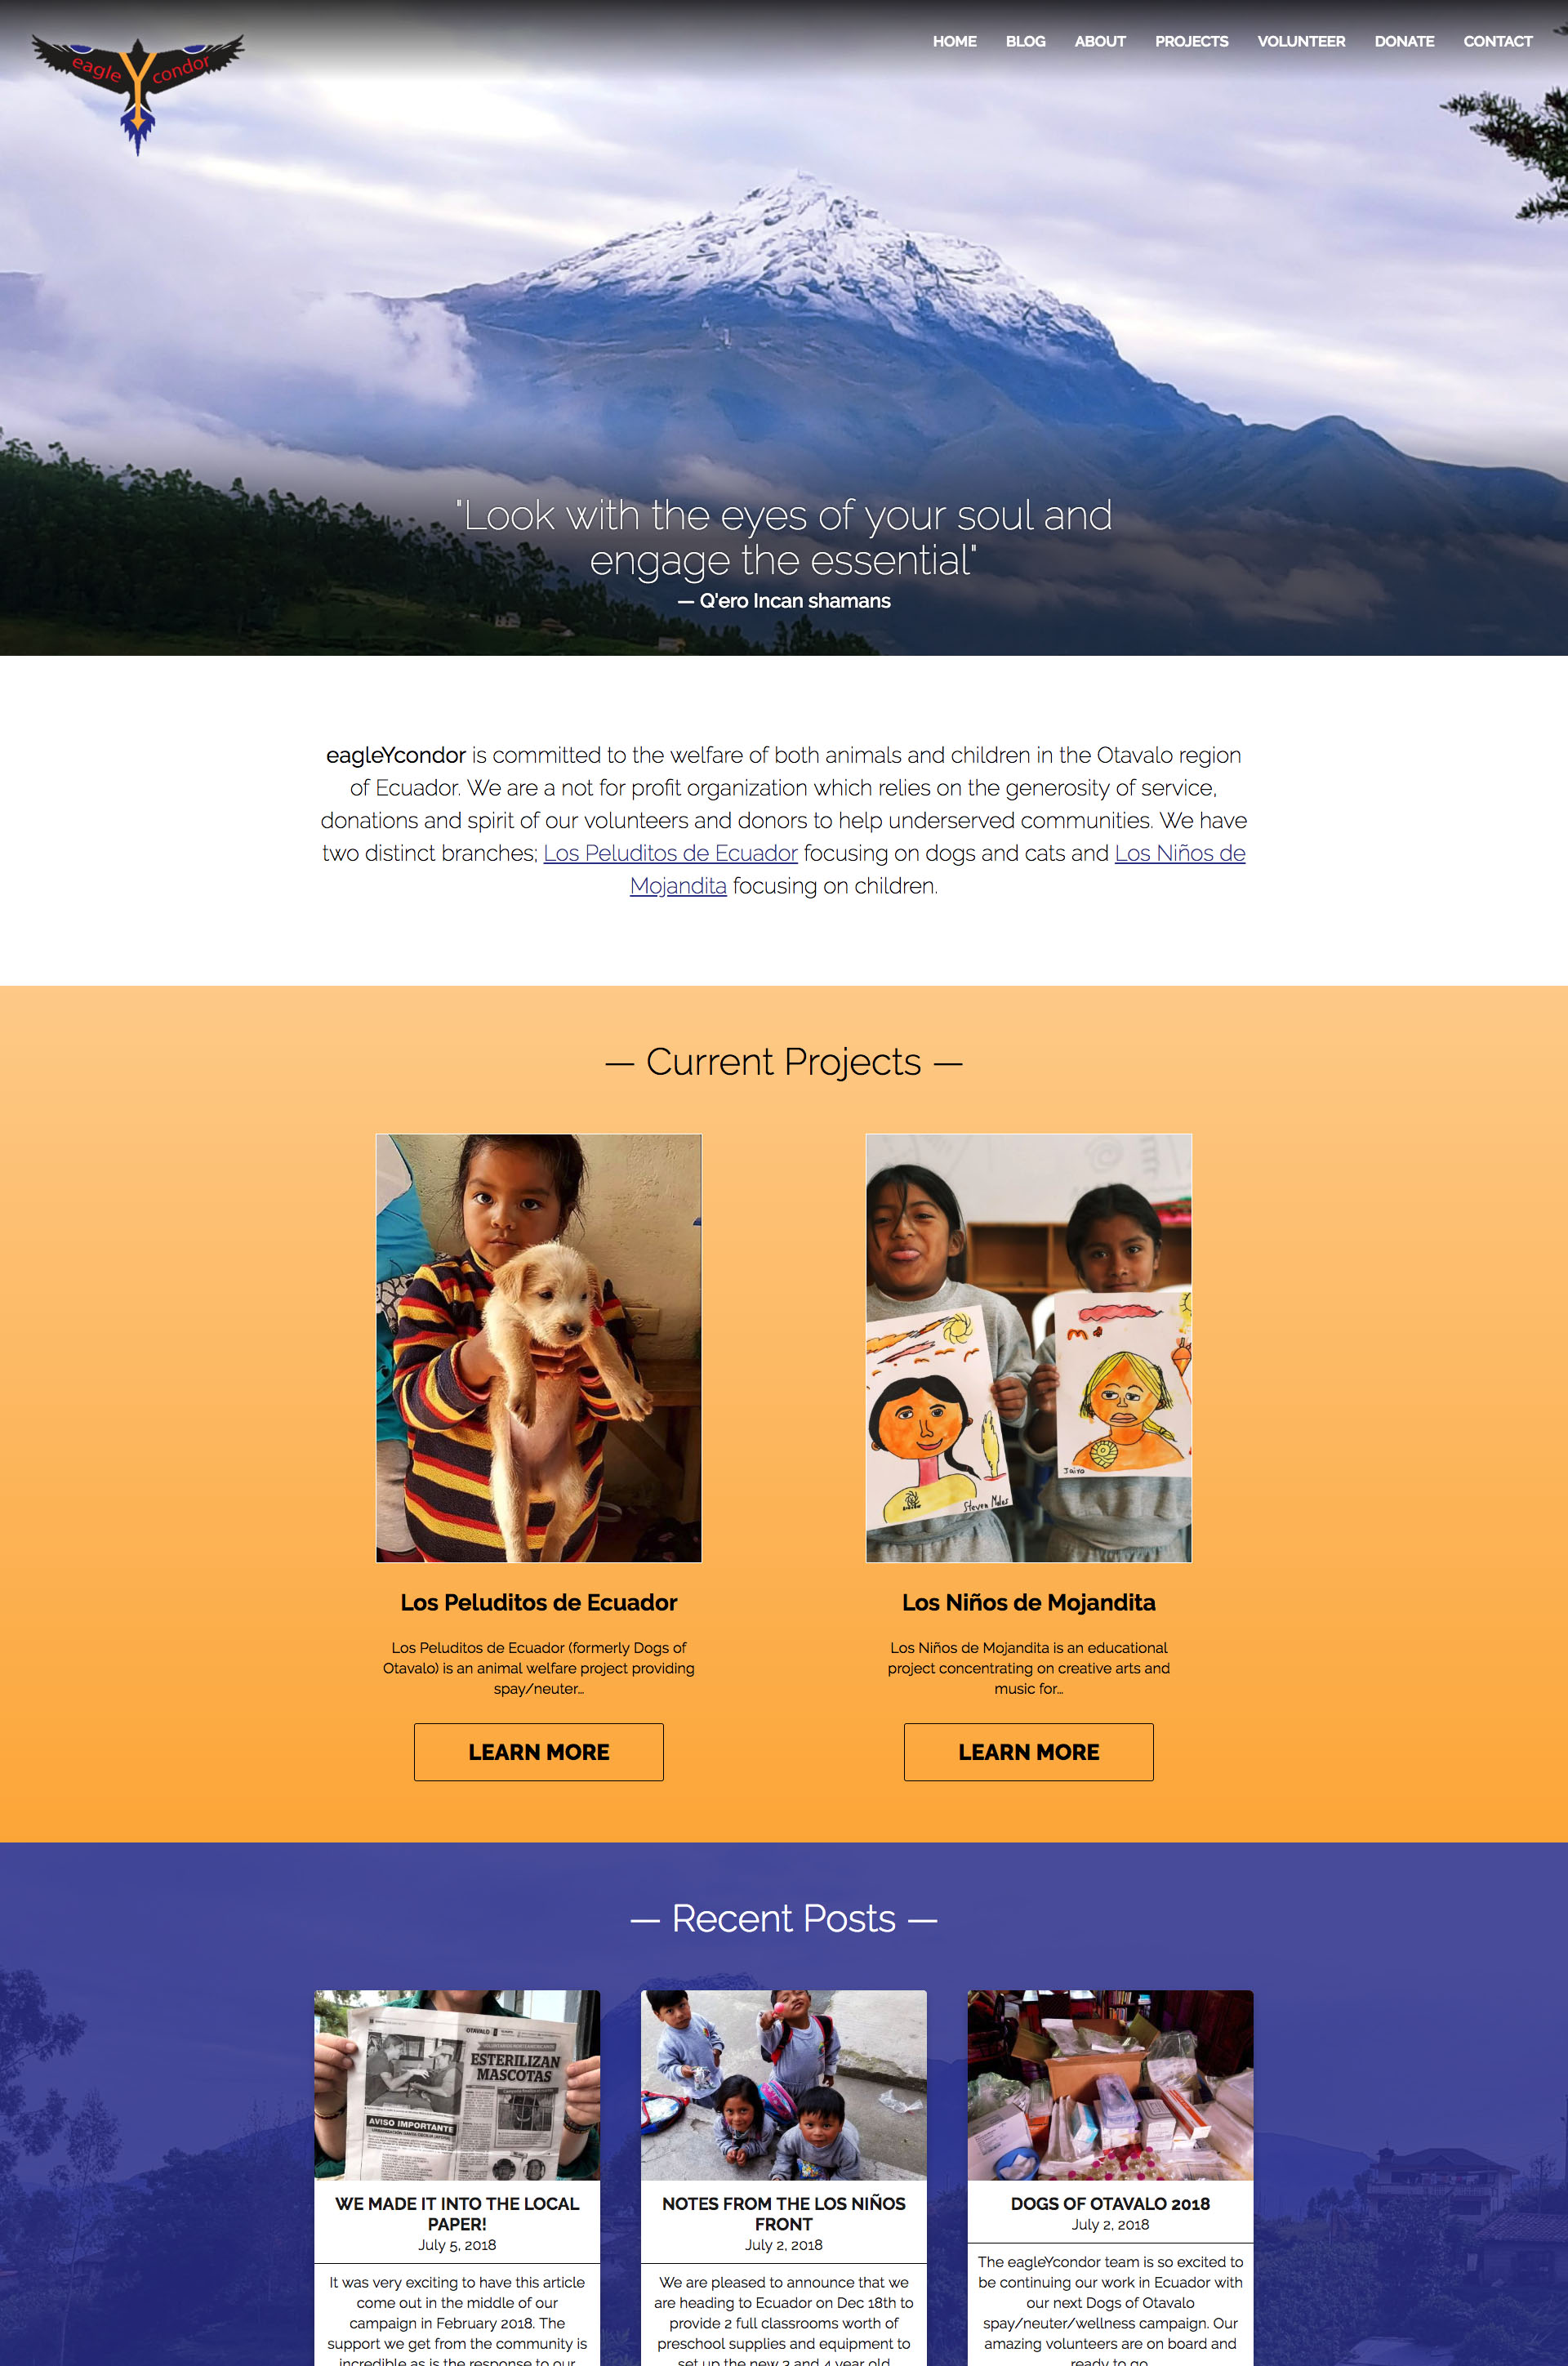 eagle Y condor
HOME BLOG ABOUT PROJECTS VOLUNTEER DONATE CONTACT
"Look with the eyes of your soul and
engage the essential"
— Q'ero Incan shamans
eagleYcondor is committed to the welfare of both animals and children in the Otavalo region
of Ecuador. We are a not for profit organization which relies on the generosity of service,
donations and spirit of our volunteers and donors to help underserved communities. We have
two distinct branches; Los Peluditos de Ecuador focusing on dogs and cats and Los Niños de
Mojandita focusing on children.
— Current Projects —
Steven
Jairo
Los Peluditos de Ecuador
Los Peluditos de Ecuador (formerly Dogs of
Otavalo) is an animal welfare project providing
spay/neuter...
LEARN MORE
Los Niños de Mojandita
Los Niños de Mojandita is an educational
project concentrating on creative arts and
music for...
LEARN MORE
— Recent Posts —
OTAVALO
ESTERILIZAN
MASCOTAS
AVISO IMPORTANTE
WE MADE IT INTO THE LOCAL
PAPER!
July 5, 2018
It was very exciting to have this article
come out in the middle of our
campaign in February 2018. The
support we get from the community is
incredible as is the response to our
NOTES FROM THE LOS NIÑOS
FRONT
July 2, 2018
We are pleased to announce that we
are heading to Ecuador on Dec 18th to
provide 2 full classrooms worth of
preschool supplies and equipment to
set up the new 3 and 4 year old
DOGS OF OTAVALO 2018
July 2, 2018
The eagleYcondor team is so excited to
be continuing our work in Ecuador with
our next Dogs of Otavalo
spay/neuter/wellness campaign. Our
amazing volunteers are on board and
ready to go